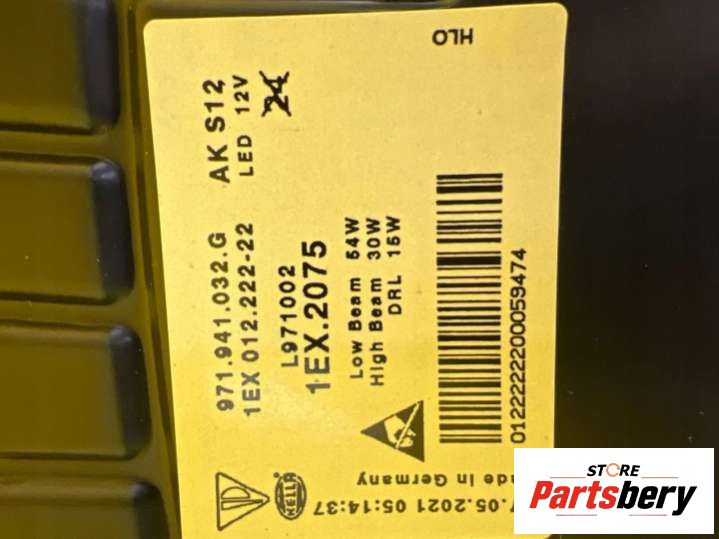 971.941.032.G AK S12
1EX 012.222-22 LED 12V
24
L971002
1EX.2075
Low Beam 54W
High Beam 30W
DRL 15W
0122222200059474
HLO
HELLA
In Germany
.05.2021 05:14:37
STORE
Partsbery